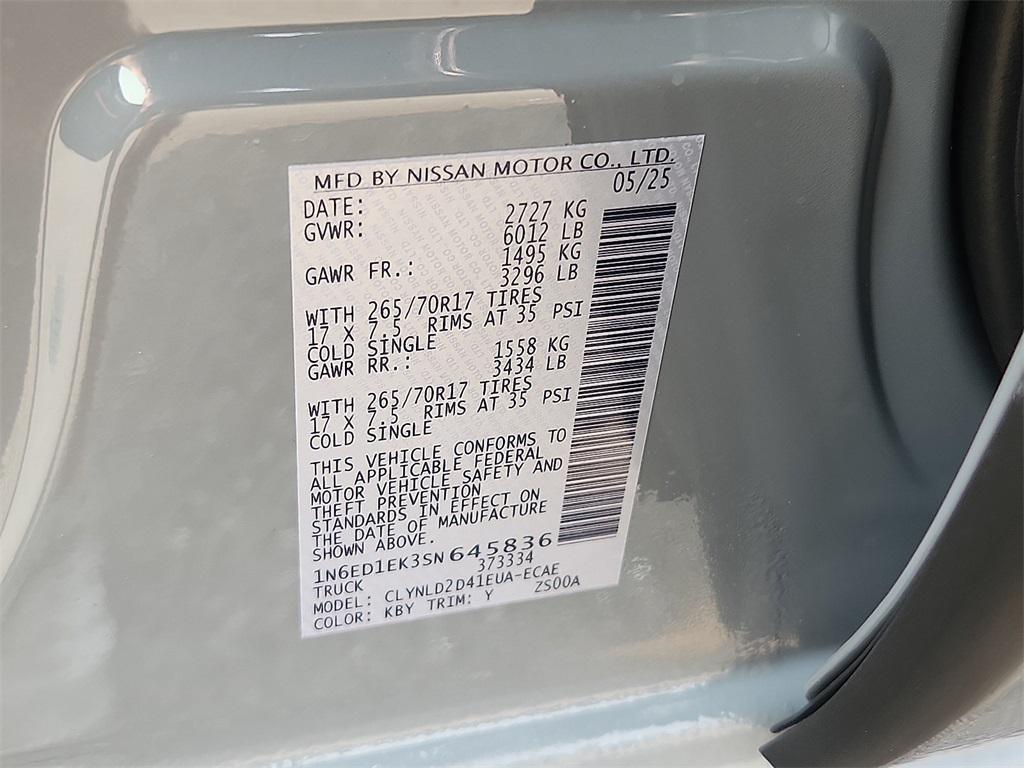 MFD BY NISSAN MOTOR CO., LTD.
DATE: 05/25
GVWR: 2727 KG
6012 LB
GAWR FR.: 1495 KG
3296 LB
WITH 265/70R17 TIRES
17 X 7.5 RIMS AT 35 PSI
COLD SINGLE
GAWR RR.: 1558 KG
3434 LB
WITH 265/70R17 TIRES
17 X 7.5 RIMS AT 35 PSI
COLD SINGLE
THIS VEHICLE CONFORMS TO
ALL APPLICABLE FEDERAL
MOTOR VEHICLE SAFETY AND
THEFT PREVENTION
STANDARDS IN EFFECT ON
THE DATE OF MANUFACTURE
SHOWN ABOVE.
1N6ED1EK3SN645836
TRUCK 373334
MODEL: CLYNLD2D41EUA-ECAE
COLOR: KBY TRIM: Y ZS00A